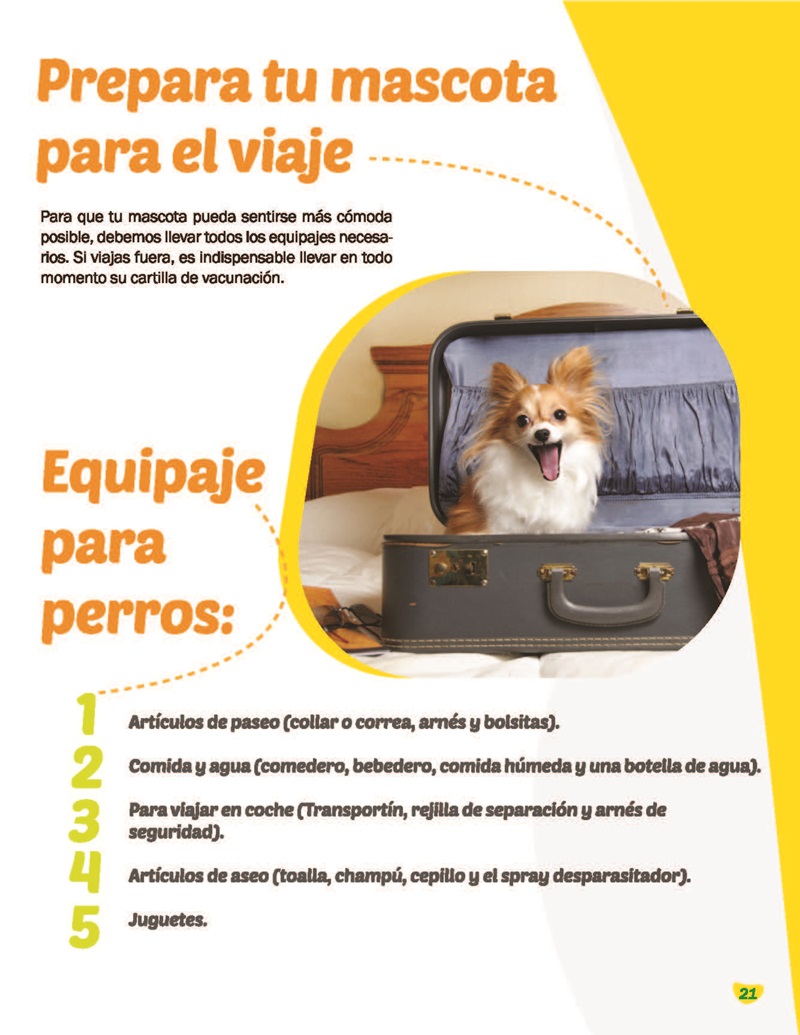 Prepara tu mascota
para el viaje
Para que tu mascota pueda sentirse más cómoda
posible, debemos llevar todos los equipajes necesa-
rios. Si viajas fuera, es indispensable llevar en todo
momento su cartilla de vacunación.
Equipaje
para
perros:
1 Artículos de paseo (collar o correa, arnés y bolsitas).
2 Comida y agua (comedero, bebedero, comida húmeda y una botella de agua).
3 Para viajar en coche (Transportín, rejilla de separación y arnés de
seguridad).
4 Artículos de aseo (toalla, champú, cepillo y el spray desparasitador).
5 Juguetes.
21